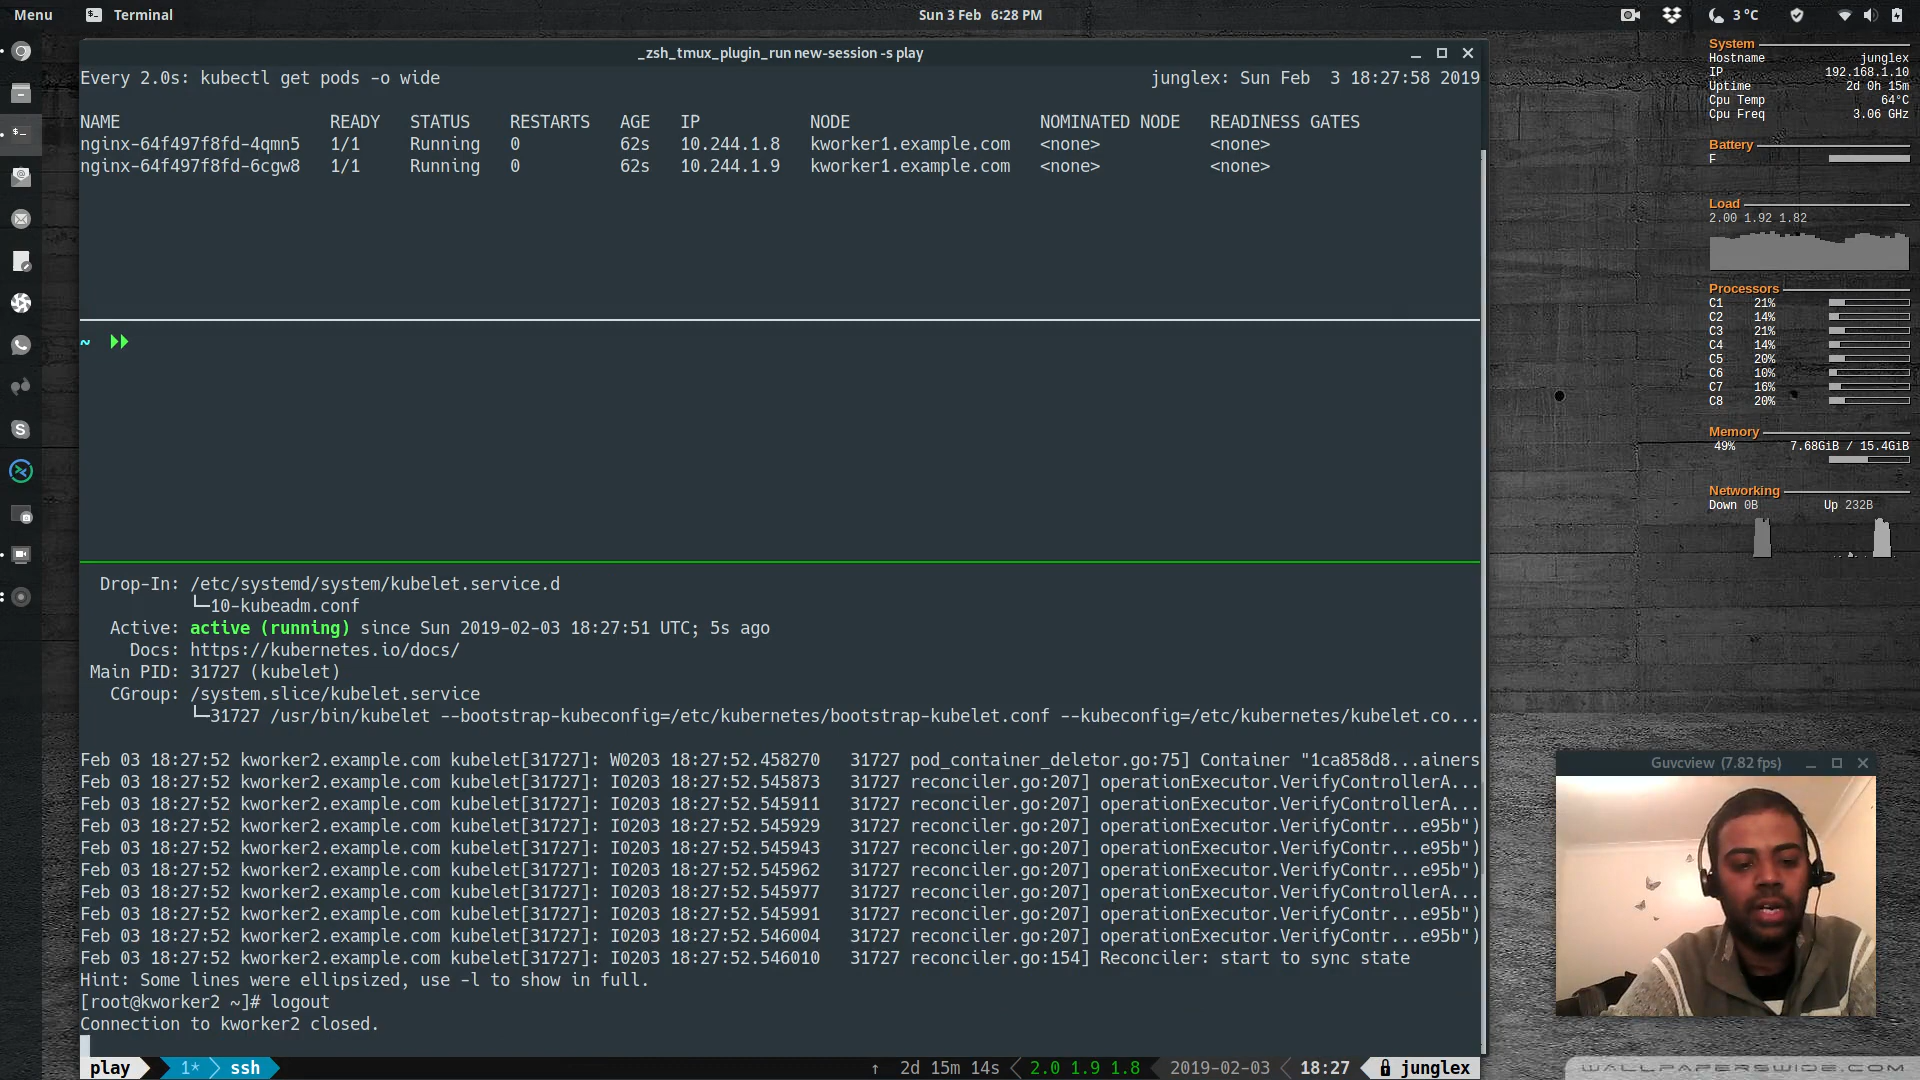 Menu Terminal Sun 3 Feb 6:28 PM 3 °C
_zsh_tmux_plugin_run new-session -s play
Every 2.0s: kubectl get pods -o wide junglex: Sun Feb  3 18:27:58 2019
NAME READY STATUS RESTARTS AGE IP NODE NOMINATED NODE READINESS GATES
nginx-64f497f8fd-4qmn5 1/1 Running 0 62s 10.244.1.8 kworker1.example.com <none> <none>
nginx-64f497f8fd-6cgw8 1/1 Running 0 62s 10.244.1.9 kworker1.example.com <none> <none>
~
Drop-In: /etc/systemd/system/kubelet.service.d
└─10-kubeadm.conf
Active: active (running) since Sun 2019-02-03 18:27:51 UTC; 5s ago
Docs: https://kubernetes.io/docs/
Main PID: 31727 (kubelet)
CGroup: /system.slice/kubelet.service
└─31727 /usr/bin/kubelet --bootstrap-kubeconfig=/etc/kubernetes/bootstrap-kubelet.conf --kubeconfig=/etc/kubernetes/kubelet.co...
Feb 03 18:27:52 kworker2.example.com kubelet[31727]: W0203 18:27:52.458270 31727 pod_container_deletor.go:75] Container "1ca858d8...ainers
Feb 03 18:27:52 kworker2.example.com kubelet[31727]: I0203 18:27:52.545873 31727 reconciler.go:207] operationExecutor.VerifyControllerA...
Feb 03 18:27:52 kworker2.example.com kubelet[31727]: I0203 18:27:52.545911 31727 reconciler.go:207] operationExecutor.VerifyControllerA...
Feb 03 18:27:52 kworker2.example.com kubelet[31727]: I0203 18:27:52.545929 31727 reconciler.go:207] operationExecutor.VerifyContr...e95b")
Feb 03 18:27:52 kworker2.example.com kubelet[31727]: I0203 18:27:52.545943 31727 reconciler.go:207] operationExecutor.VerifyContr...e95b")
Feb 03 18:27:52 kworker2.example.com kubelet[31727]: I0203 18:27:52.545962 31727 reconciler.go:207] operationExecutor.VerifyContr...e95b")
Feb 03 18:27:52 kworker2.example.com kubelet[31727]: I0203 18:27:52.545977 31727 reconciler.go:207] operationExecutor.VerifyControllerA...
Feb 03 18:27:52 kworker2.example.com kubelet[31727]: I0203 18:27:52.545991 31727 reconciler.go:207] operationExecutor.VerifyContr...e95b")
Feb 03 18:27:52 kworker2.example.com kubelet[31727]: I0203 18:27:52.546004 31727 reconciler.go:207] operationExecutor.VerifyContr...e95b")
Feb 03 18:27:52 kworker2.example.com kubelet[31727]: I0203 18:27:52.546010 31727 reconciler.go:154] Reconciler: start to sync state
Hint: Some lines were ellipsized, use -l to show in full.
[root@kworker2 ~]# logout
Connection to kworker2 closed.
play 1* ssh ↑ 2d 15m 14s 2.0 1.9 1.8 2019-02-03 18:27 junglex
System
Hostname junglex
IP 192.168.1.10
Uptime 2d 0h 15m
Cpu Temp 64°C
Cpu Freq 3.06 GHz
Battery
F
Load
2.00 1.92 1.82
Processors
C1 21%
C2 14%
C3 21%
C4 14%
C5 20%
C6 10%
C7 16%
C8 20%
Memory
49% 7.68GiB / 15.4GiB
Networking
Down 0B Up 232B
Guvcview (7.82 fps)
WALLPAPERSWIDE.COM